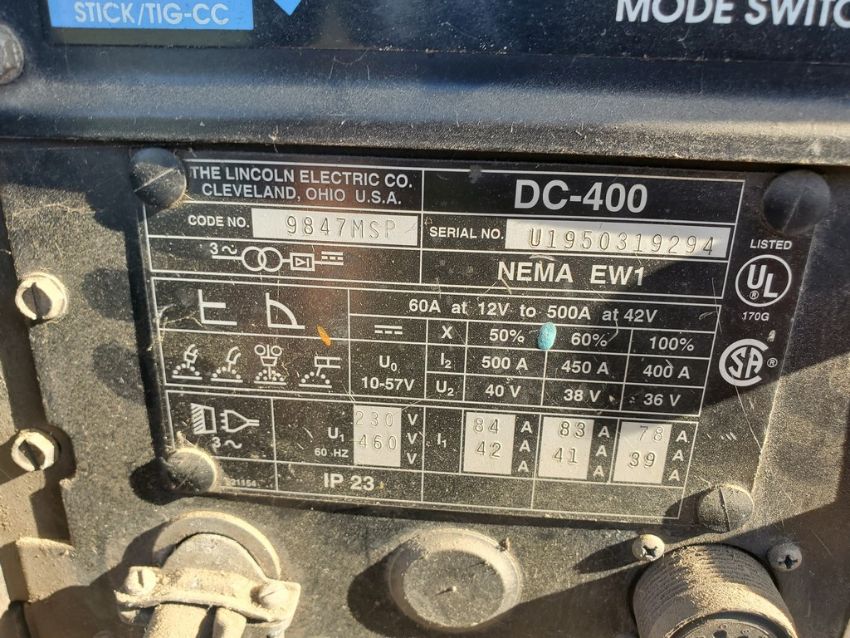 STICK/TIG-CC
MODE SWITC
THE LINCOLN ELECTRIC CO.
CLEVELAND, OHIO U.S.A.
DC-400
CODE NO. 9847MSP
SERIAL NO. U1950319294
3~
NEMA EW1
LISTED
UL ®
170G
60A at 12V to 500A at 42V
X 50% 60% 100%
U0 I2 500 A 450 A 400 A
10-57V U2 40 V 38 V 36 V
SA ®
230 V 84 A 83 A 78 A
U1 460 V I1 42 A 41 A 39 A
3~ 60 HZ V A A A
IP 23